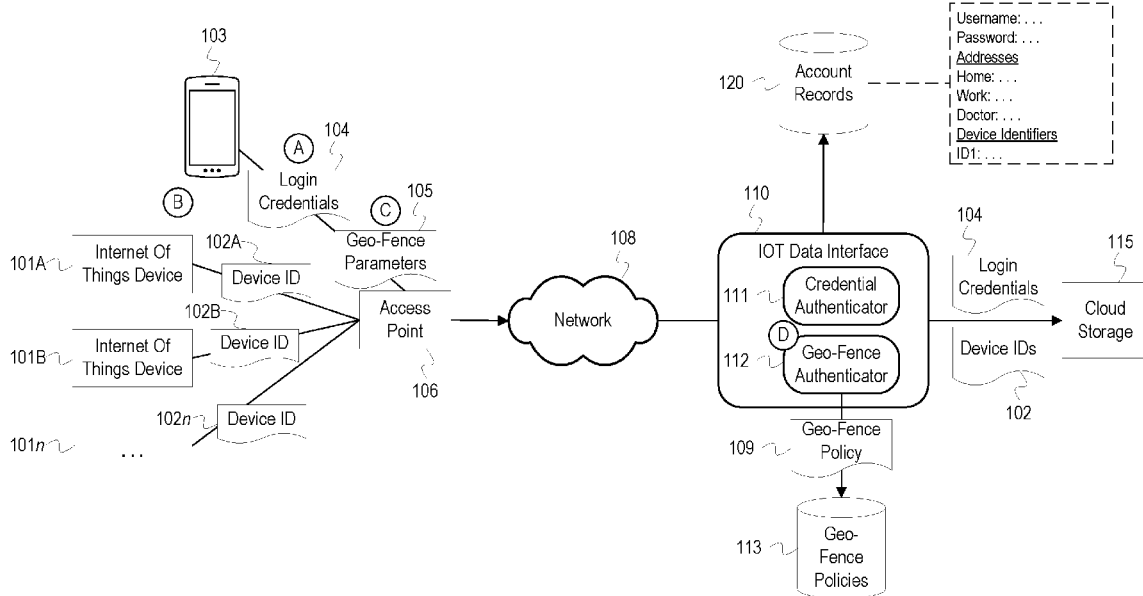 103
A
104
Login
Credentials
B
C
105
Geo-Fence
Parameters
101A
Internet Of
Things Device
102A
Device ID
102B
Device ID
101B
Internet Of
Things Device
102n
Device ID
101n
...
Access
Point
106
108
Network
120
Account
Records
Username: . . .
Password: . . .
Addresses
Home: . . .
Work: . . .
Doctor: . . .
Device Identifiers
ID1: . . .
110
IOT Data Interface
111
Credential
Authenticator
D
112
Geo-Fence
Authenticator
104
Login
Credentials
Device IDs
102
115
Cloud
Storage
109
Geo-Fence
Policy
113
Geo-
Fence
Policies